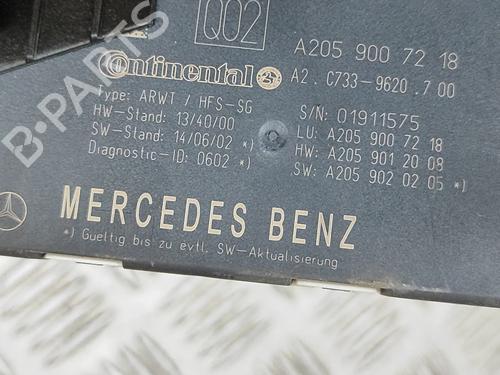 Q02
A205 900 72 18
Continental
A2.C733-9620.700
Type: ARWT / HFS-SG
HW-Stand: 13/40/00
SW-Stand: 14/06/02 *)
Diagnostic-ID: 0602 *)
S/N: 01911575
LU: A205 900 72 18
HW: A205 901 20 08
SW: A205 902 02 05 *)
MERCEDES BENZ
*) Gueltig bis zu evtl. SW-Aktualisierung
B-PARTS